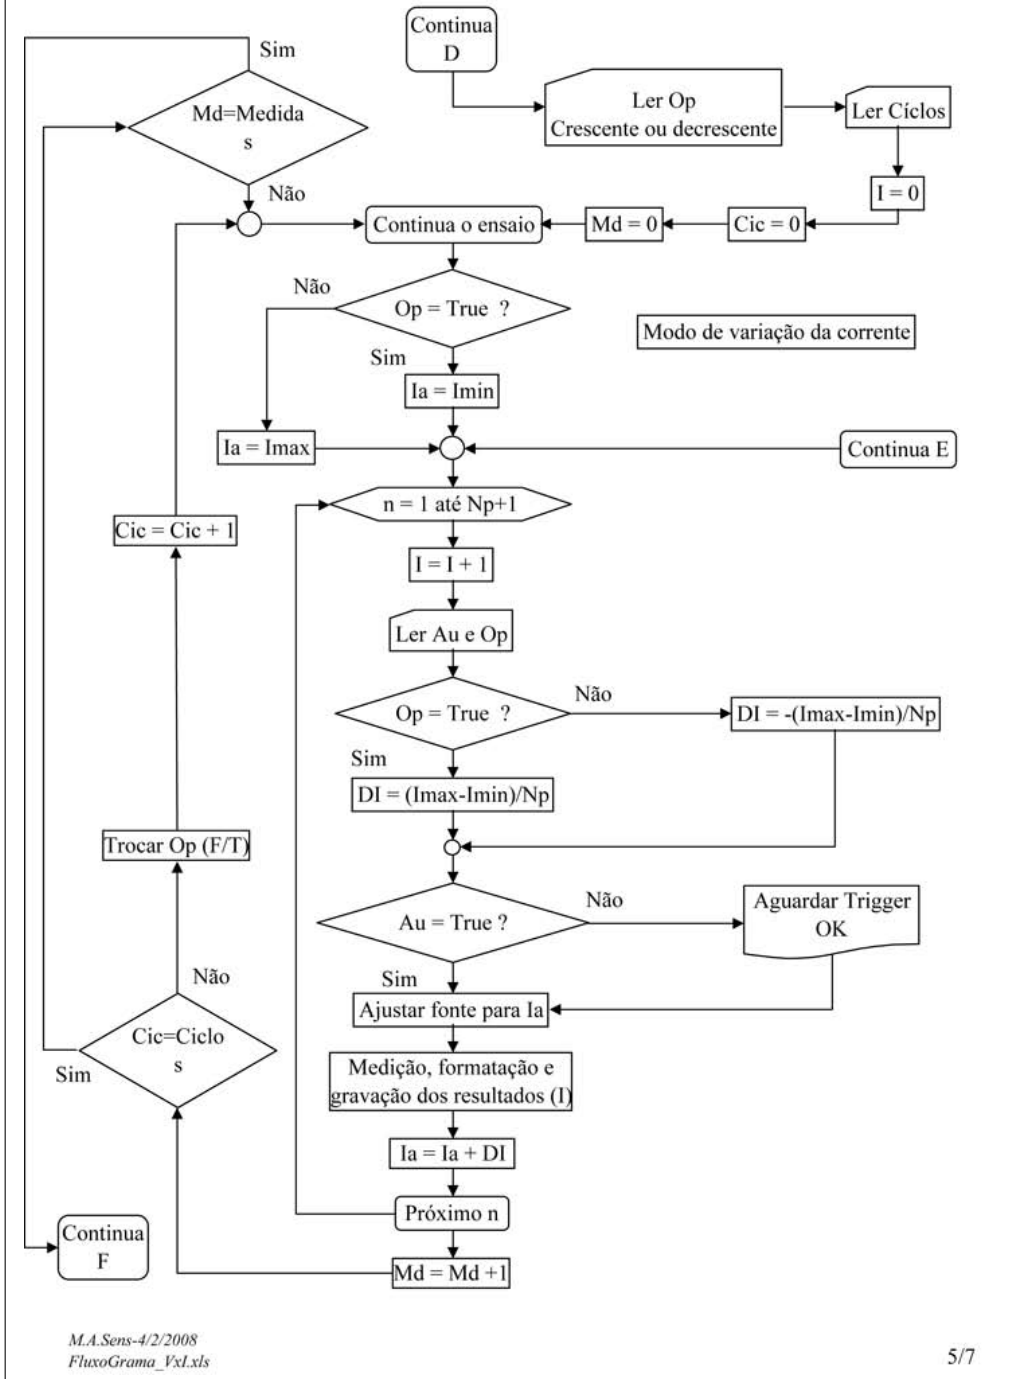 Continua
D
Sim
Md=Medida
s
Ler Op
Crescente ou decrescente
Ler Cíclos
Não
I = 0
Continua o ensaio
Md = 0
Cic = 0
Não
Op = True ?
Modo de variação da corrente
Sim
Ia = Imin
Ia = Imax
Continua E
n = 1 até Np+1
Cic = Cic + 1
I = I + 1
Ler Au e Op
Não
Op = True ?
DI = -(Imax-Imin)/Np
Sim
DI = (Imax-Imin)/Np
Trocar Op (F/T)
Não
Aguardar Trigger
OK
Au = True ?
Não
Sim
Ajustar fonte para Ia
Cic=Ciclo
s
Sim
Medição, formatação e
gravação dos resultados (I)
Ia = Ia + DI
Próximo n
Continua
F
Md = Md +1
M.A.Sens-4/2/2008
FluxoGrama_VxI.xls
5/7